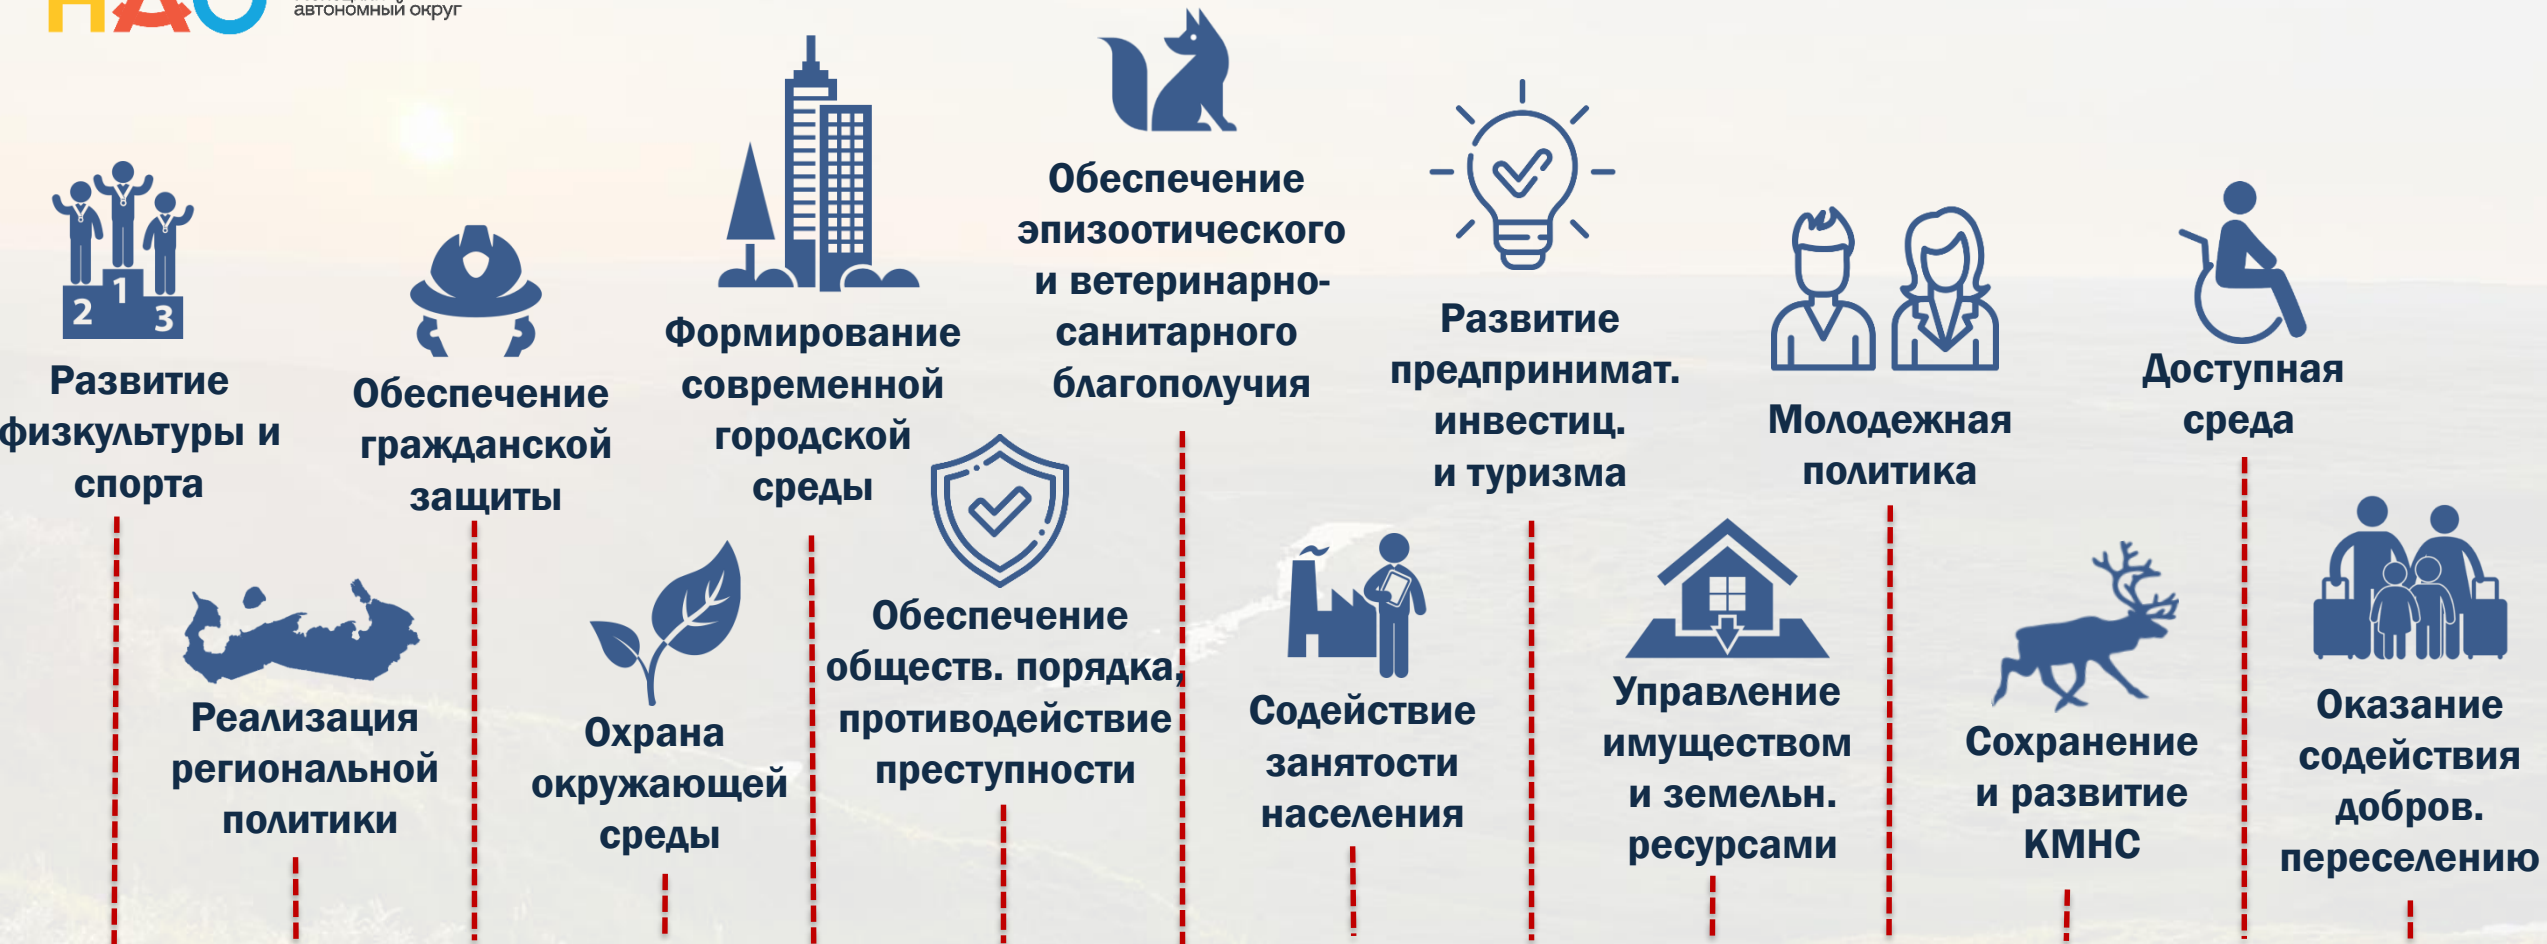 НАО
автономный округ
2
1
3
Развитие
физкультуры и
спорта
Реализация
региональной
политики
Обеспечение
гражданской
защиты
Охрана
окружающей
среды
Формирование
современной
городской
среды
Обеспечение
обществ. порядка,
противодействие
преступности
Обеспечение
эпизоотического
и ветеринарно-
санитарного
благополучия
Содействие
занятости
населения
Развитие
предпринимат.
инвестиц.
и туризма
Управление
имуществом
и земельн.
ресурсами
Молодежная
политика
Сохранение
и развитие
КМНС
Доступная
среда
Оказание
содействия
добров.
переселению